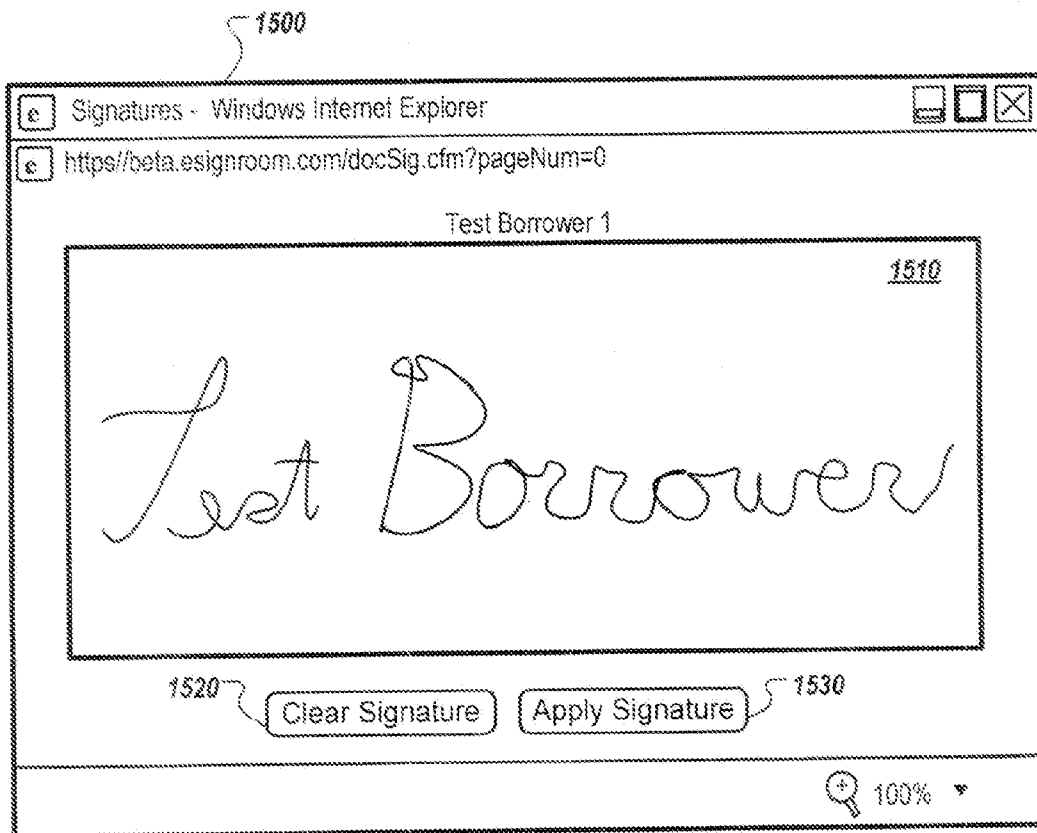 1500
e Signatures - Windows Internet Explorer
e https//beta.esignroom.com/docSig.cfm?pageNum=0
Test Borrower 1
1510
Test Borrower
1520 Clear Signature Apply Signature 1530
100%